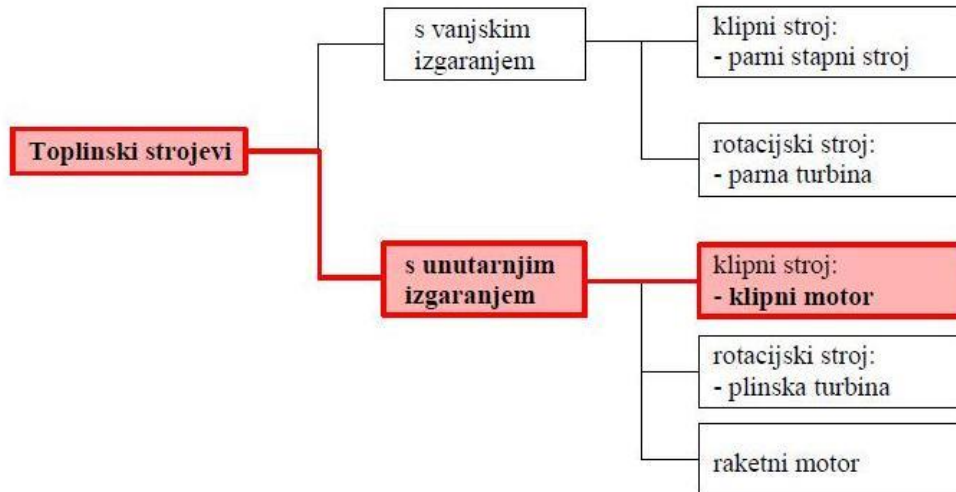 Toplinski strojevi
s vanjskim
izgaranjem
klipni stroj:
- parni stapni stroj
rotacijski stroj:
- parna turbina
s unutarnjim
izgaranjem
klipni stroj:
- klipni motor
rotacijski stroj:
- plinska turbina
raketni motor